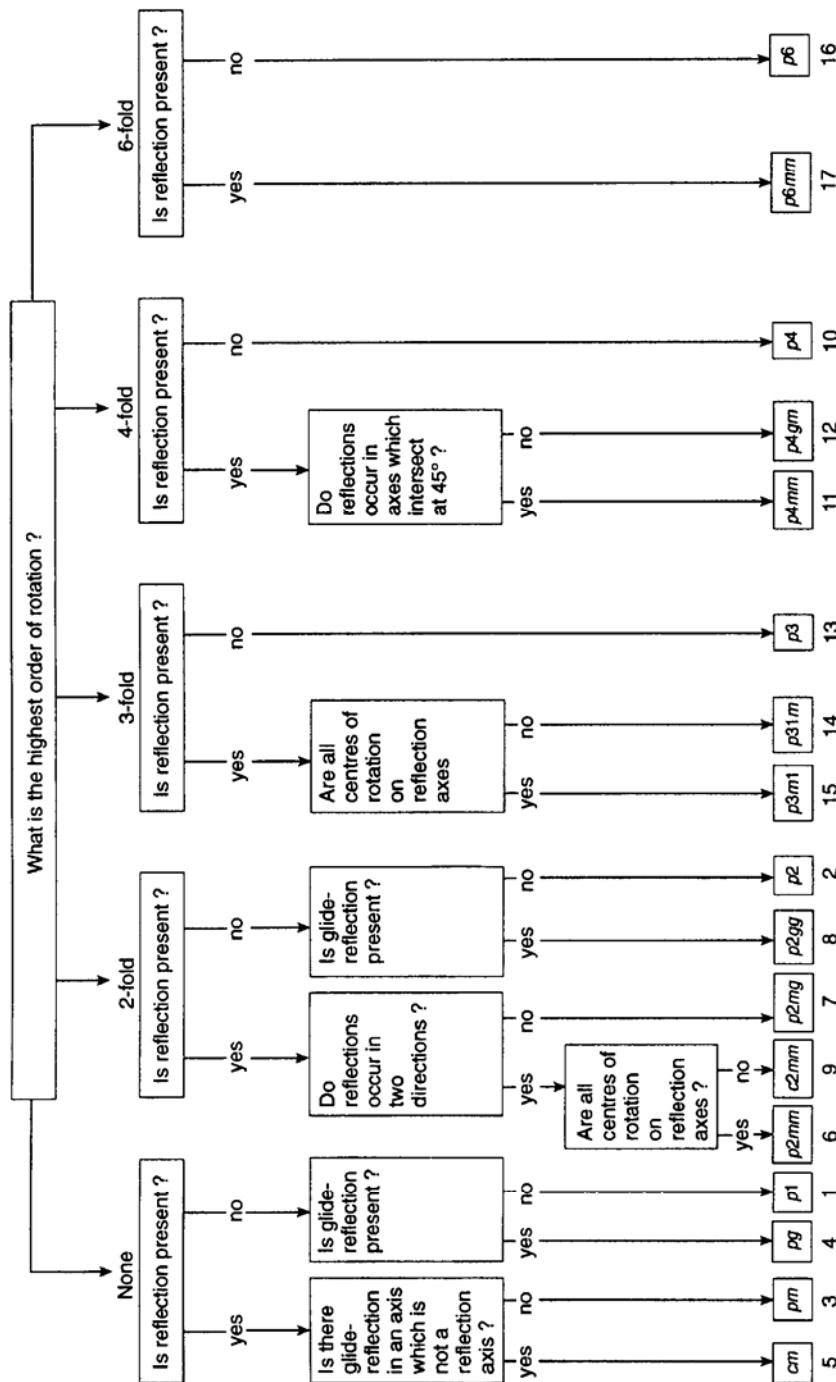 What is the highest order of rotation ?
None
2-fold
3-fold
4-fold
6-fold
Is reflection present ?
Is reflection present ?
Is reflection present ?
Is reflection present ?
Is reflection present ?
yes
no
yes
no
yes
no
yes
no
yes
no
Is there
glide-
reflection
in an axis
which is
not a
reflection
axis ?
Is glide-
reflection
present ?
Do
reflections
occur in
two
directions ?
Is glide-
reflection
present ?
Are all
centres of
rotation
on
reflection
axes
Do
reflections
occur in
axes which
intersect
at 45° ?
yes
no
yes
no
yes
no
yes
no
yes
no
yes
no
Are all
centres of
rotation
on
reflection
axes ?
yes
no
cm
pm
pg
p1
p2mm
c2mm
p2mg
p2gg
p2
p3m1
p31m
p3
p4mm
p4gm
p4
p6mm
p6
5
3
4
1
6
9
7
8
2
15
14
13
11
12
10
17
16